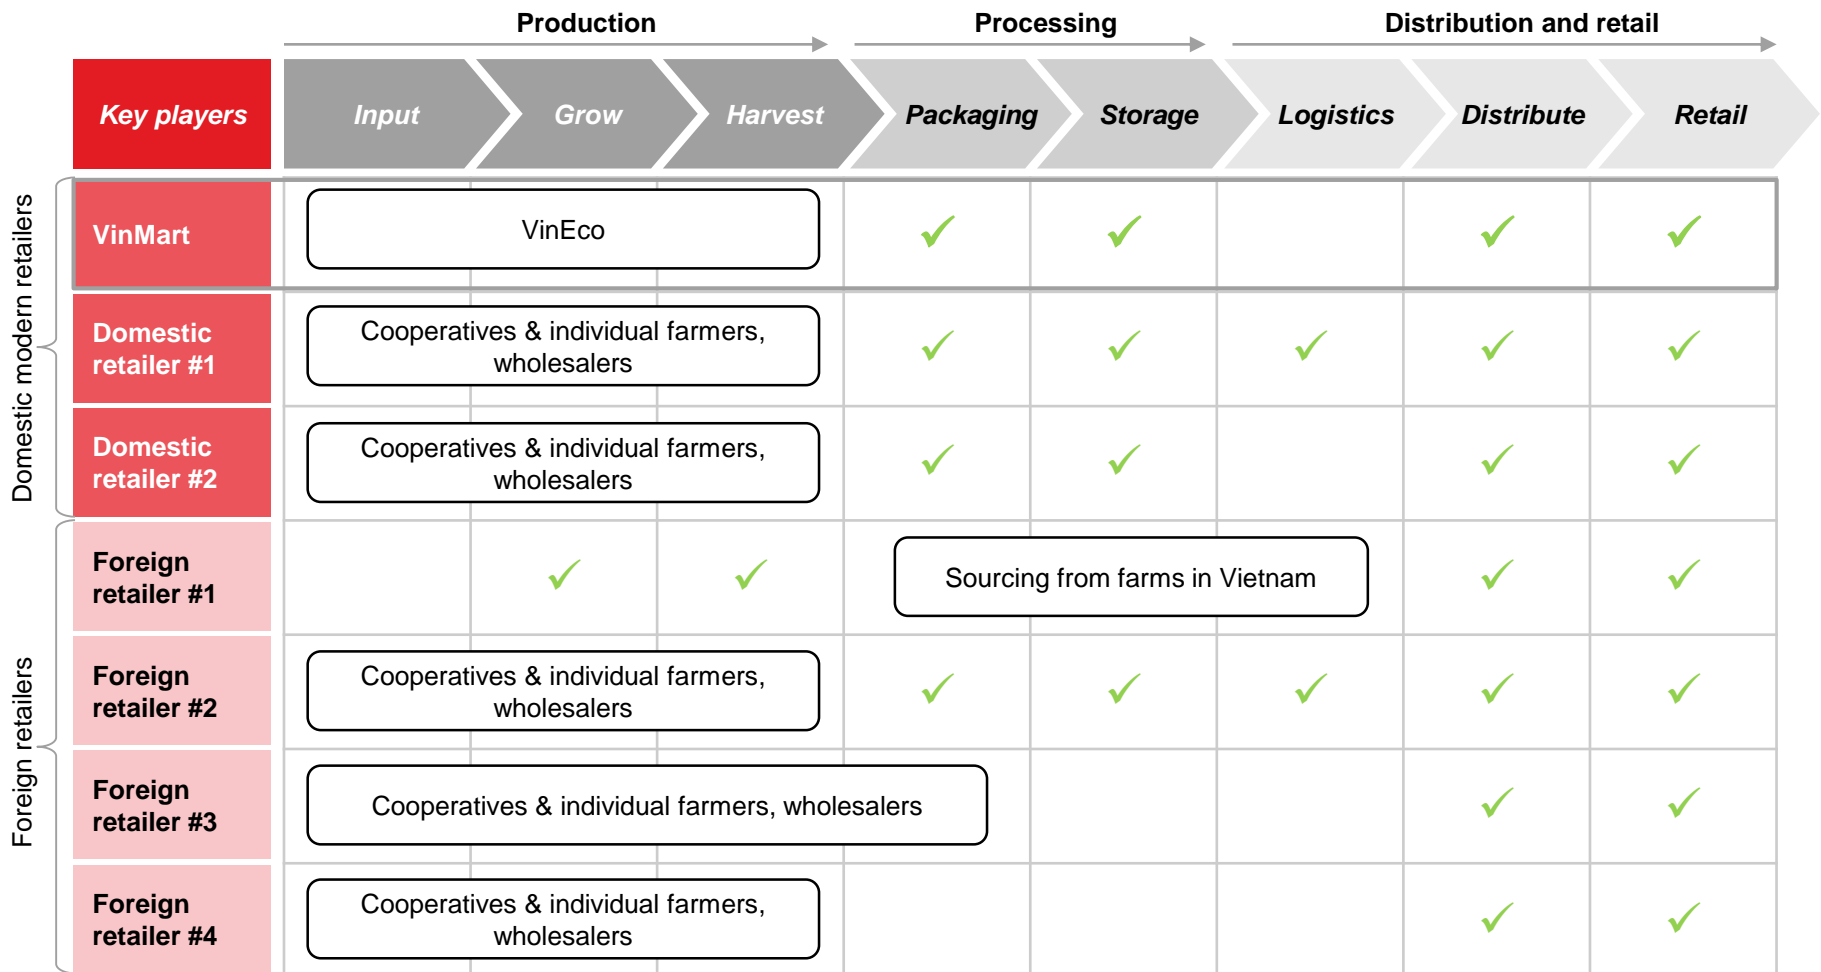 Production
Processing
Distribution and retail
Key players
Input
Grow
Harvest
Packaging
Storage
Logistics
Distribute
Retail
Domestic modern retailers
VinMart
VinEco
Domestic
retailer #1
Cooperatives & individual farmers,
wholesalers
Domestic
retailer #2
Cooperatives & individual farmers,
wholesalers
Foreign retailers
Foreign
retailer #1
Sourcing from farms in Vietnam
Foreign
retailer #2
Cooperatives & individual farmers,
wholesalers
Foreign
retailer #3
Cooperatives & individual farmers, wholesalers
Foreign
retailer #4
Cooperatives & individual farmers,
wholesalers